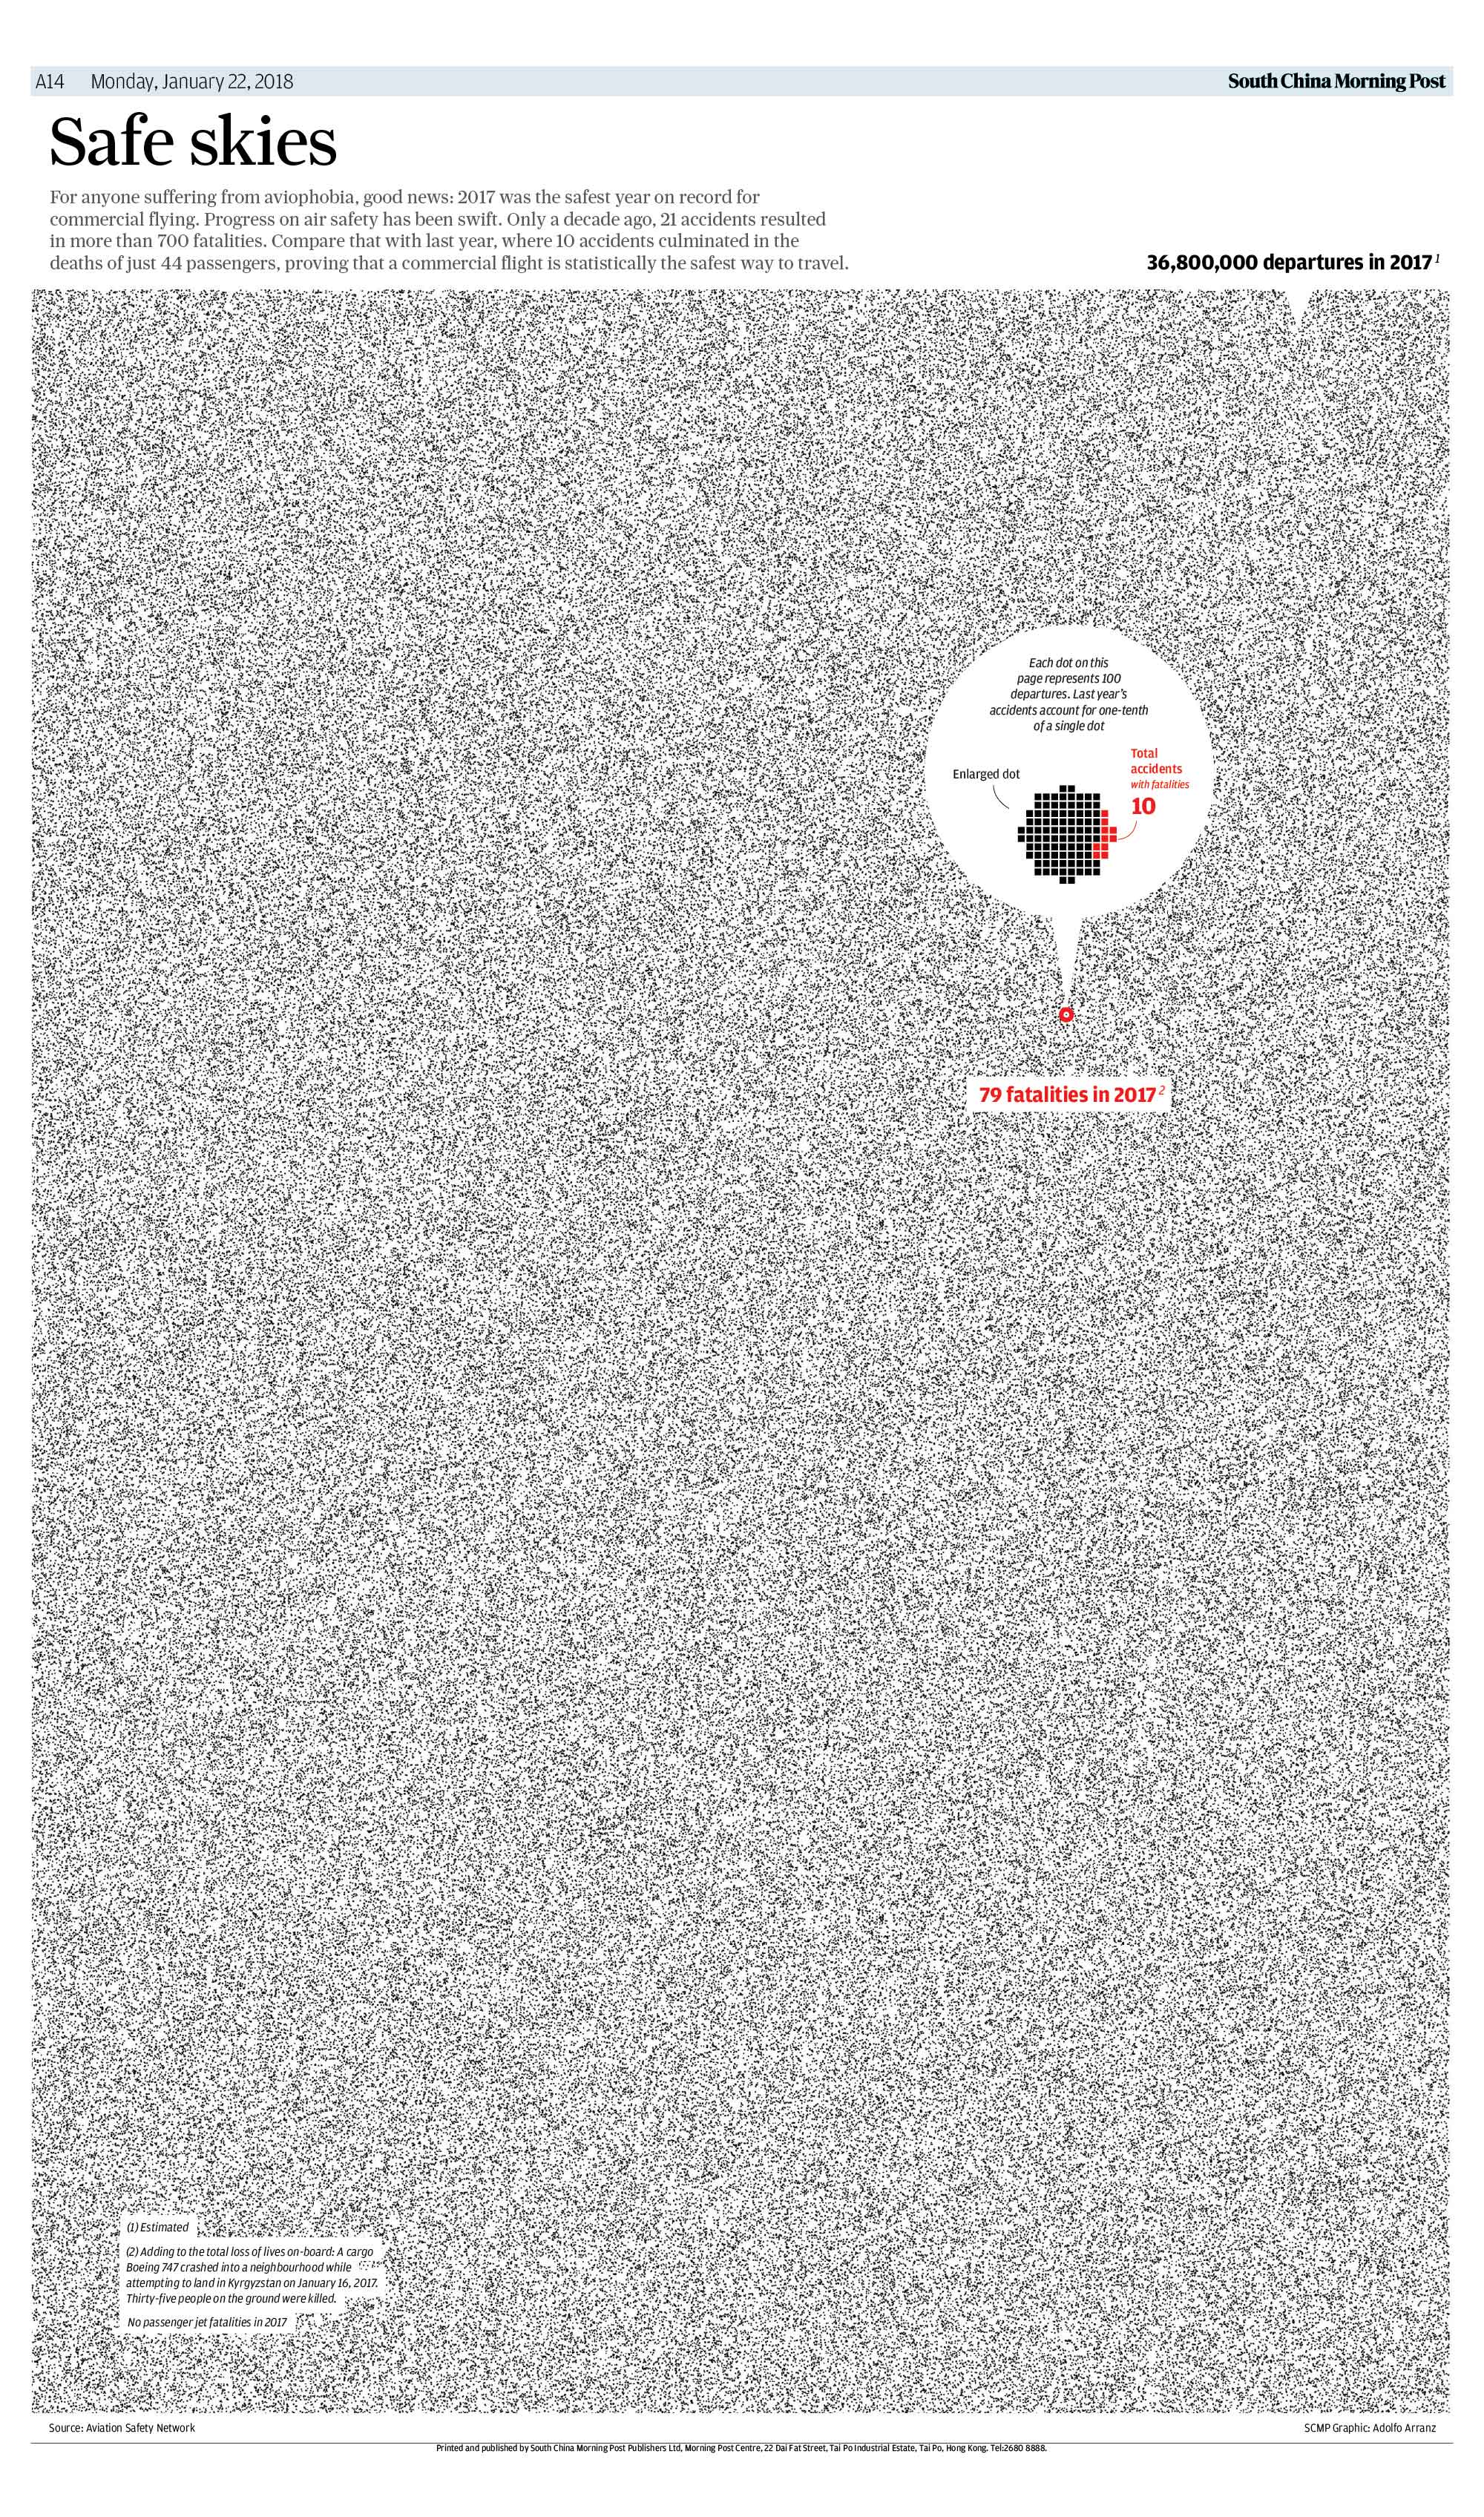 A14 Monday, January 22, 2018
South China Morning Post
Safe skies
For anyone suffering from aviophobia, good news: 2017 was the safest year on record for
commercial flying. Progress on air safety has been swift. Only a decade ago, 21 accidents resulted
in more than 700 fatalities. Compare that with last year, where 10 accidents culminated in the
deaths of just 44 passengers, proving that a commercial flight is statistically the safest way to travel.
36,800,000 departures in 2017 1
Each dot on this
page represents 100
departures. Last year's
accidents account for one-tenth
of a single dot
Enlarged dot
Total
accidents
with fatalities
10
79 fatalities in 2017 2
(1) Estimated
(2) Adding to the total loss of lives on-board: A cargo
Boeing 747 crashed into a neighbourhood while
attempting to land in Kyrgyzstan on January 16, 2017.
Thirty-five people on the ground were killed.
No passenger jet fatalities in 2017
Source: Aviation Safety Network
SCMP Graphic: Adolfo Arranz
Printed and published by South China Morning Post Publishers Ltd, Morning Post Centre, 22 Dai Fat Street, Tai Po Industrial Estate, Tai Po, Hong Kong. Tel:2680 8888.